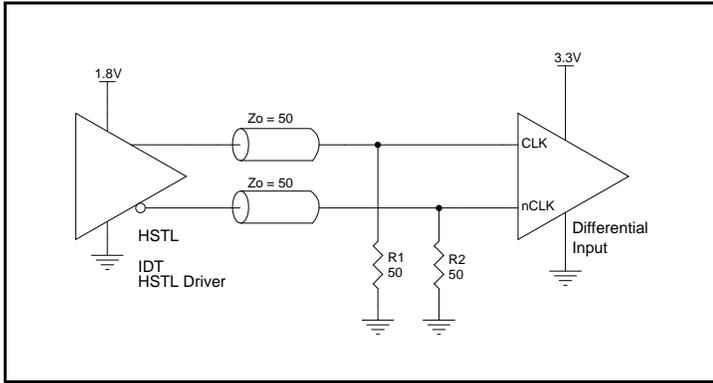 1.8V
3.3V
Zo = 50
CLK
Zo = 50
nCLK
HSTL
IDT
HSTL Driver
R1
50
R2
50
Differential
Input